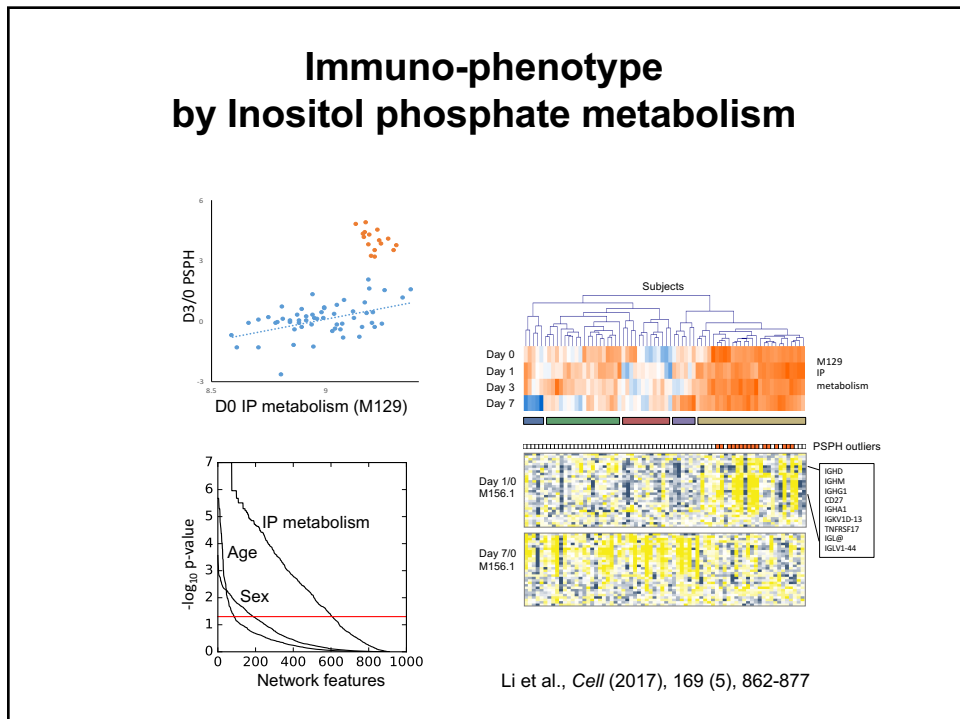 Immuno-phenotype
by Inositol phosphate metabolism
6
3
0
-3
D3/0 PSPH
8.5
9
D0 IP metabolism (M129)
Subjects
Day 0
Day 1
Day 3
Day 7
M129
IP
metabolism
PSPH outliers
Day 1/0
M156.1
Day 7/0
M156.1
IGHD
IGHM
IGHG1
CD27
IGHA1
IGKV1D-13
TNFRSF17
IGL@
IGLV1-44
7
6
5
4
3
2
1
0
-log10 p-value
IP metabolism
Age
Sex
0 200 400 600 800 1000
Network features
Li et al., Cell (2017), 169 (5), 862-877